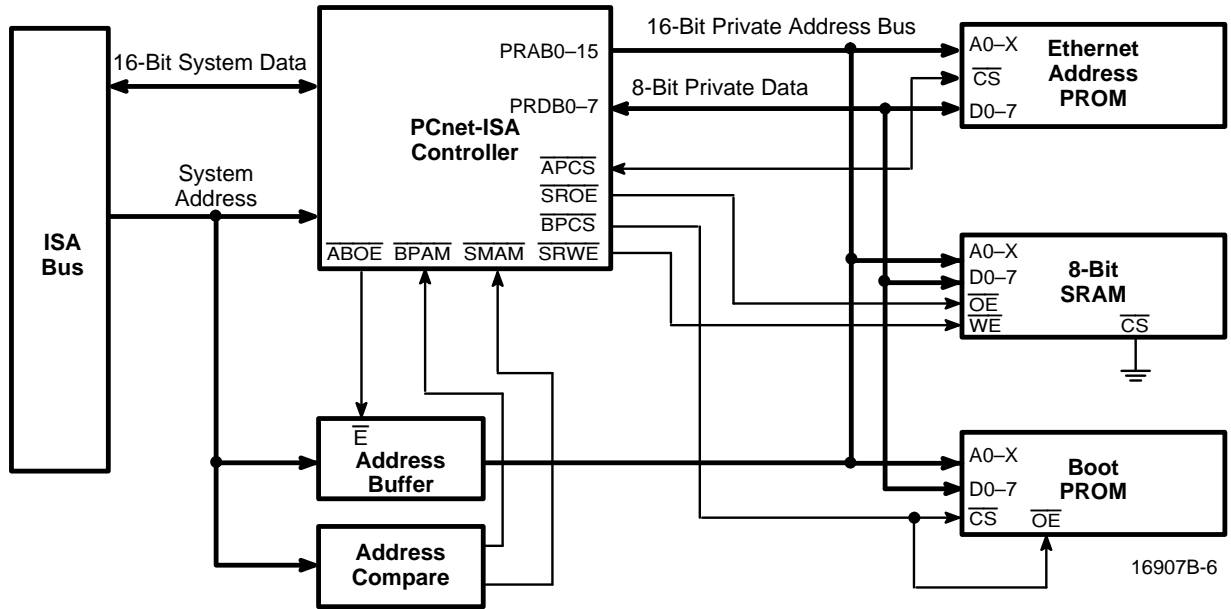 16-Bit System Data
System
Address
ISA
Bus
PCnet-ISA
Controller
PRAB0–15
PRDB0–7
APCS
SROE
BPCS
ABOE BPAM SMAM SRWE
16-Bit Private Address Bus
8-Bit Private Data
A0–X
CS
D0–7
Ethernet
Address
PROM
A0–X
D0–7
OE
WE
8-Bit
SRAM
CS
E
Address
Buffer
Address
Compare
A0–X
D0–7
CS
OE
Boot
PROM
16907B-6